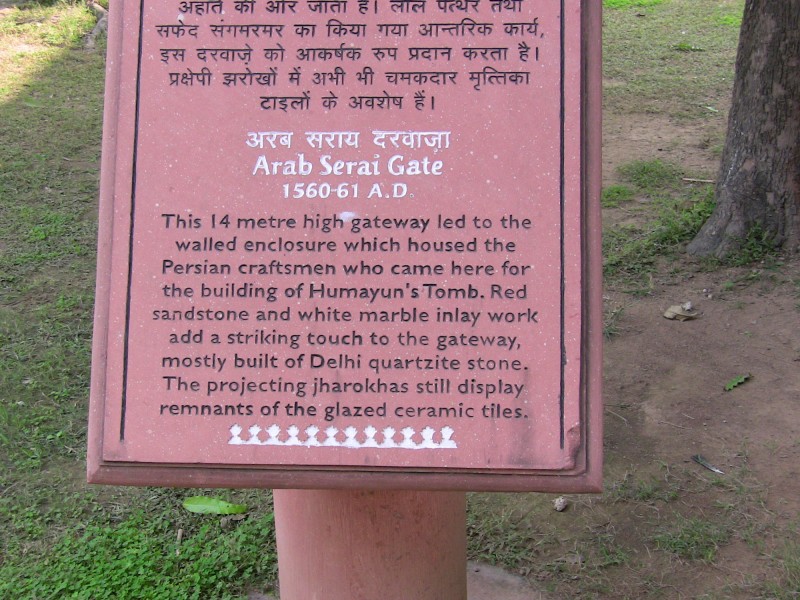 अहाते की ओर जाता है। लाल पत्थर तथा
सफेद संगमरमर का किया गया आन्तरिक कार्य,
इस दरवाज़े को आकर्षक रुप प्रदान करता है।
प्रक्षेपी झरोखों में अभी भी चमकदार मृत्तिका
टाइलों के अवशेष हैं।
अरब सराय दरवाज़ा
Arab Serai Gate
1560-61 A.D.
This 14 metre high gateway led to the
walled enclosure which housed the
Persian craftsmen who came here for
the building of Humayun's Tomb. Red
sandstone and white marble inlay work
add a striking touch to the gateway,
mostly built of Delhi quartzite stone.
The projecting jharokhas still display
remnants of the glazed ceramic tiles.